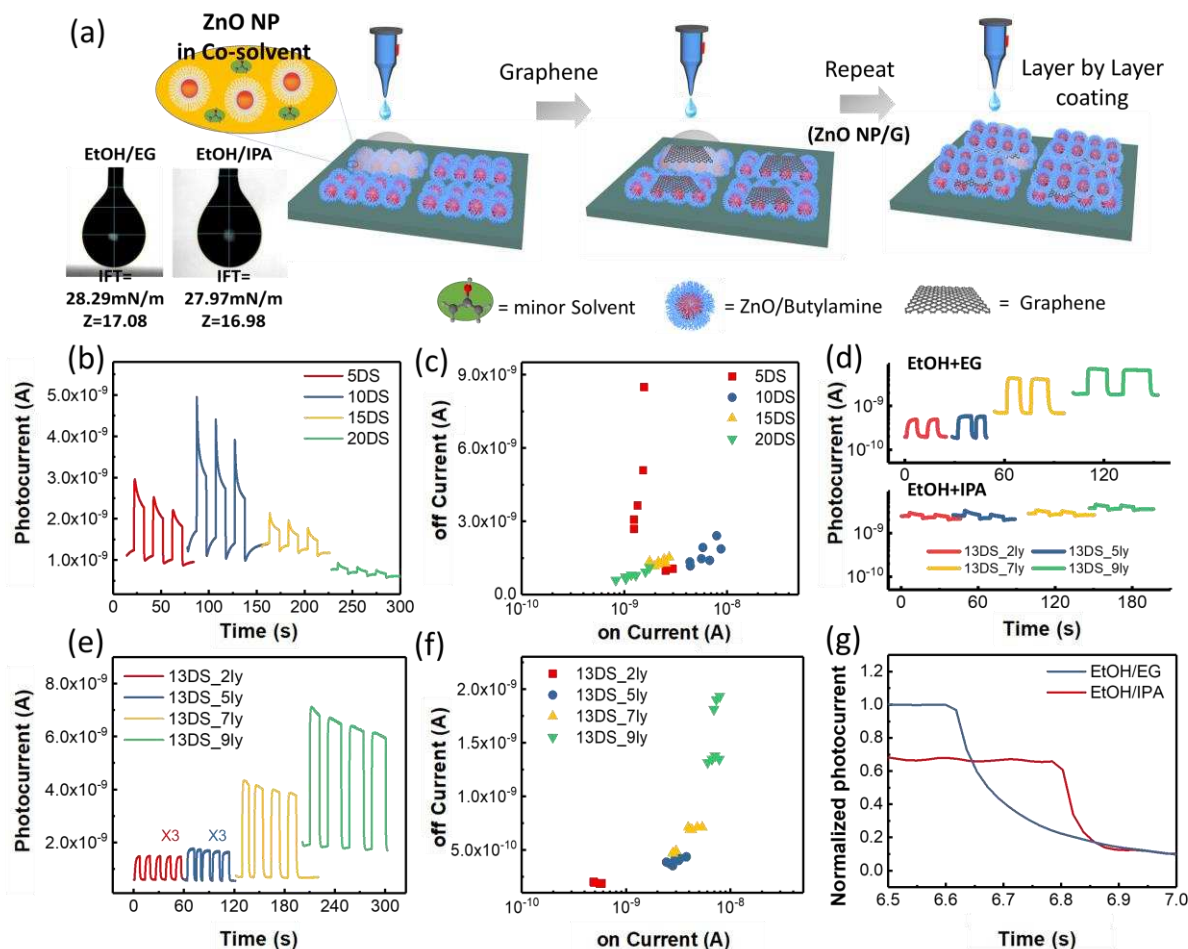 (a)
ZnO NP
in Co-solvent
Graphene
Repeat
(ZnO NP/G)
Layer by Layer
coating
EtOH/EG
EtOH/IPA
IFT=
28.29mN/m
Z=17.08
IFT=
27.97mN/m
Z=16.98
= minor Solvent
= ZnO/Butylamine
= Graphene
(b)
Photocurrent (A)
5.0x10-9
4.0x10-9
3.0x10-9
2.0x10-9
1.0x10-9
5DS
10DS
15DS
20DS
0 50 100 150 200 250 300
Time (s)
(c)
off Current (A)
9.0x10-9
6.0x10-9
3.0x10-9
0.0
5DS
10DS
15DS
20DS
10-10 10-9 10-8
on Current (A)
(d)
Photocurrent (A)
EtOH+EG
10-9
10-10
0 60 120
EtOH+IPA
10-9
10-10
13DS_2ly
13DS_5ly
13DS_7ly
13DS_9ly
0 60 120 180
Time (s)
(e)
Photocurrent (A)
8.0x10-9
6.0x10-9
4.0x10-9
2.0x10-9
13DS_2ly
13DS_5ly
13DS_7ly
13DS_9ly
X3
X3
0 60 120 180 240 300
Time (s)
(f)
off Current (A)
2.0x10-9
1.5x10-9
1.0x10-9
5.0x10-10
13DS_2ly
13DS_5ly
13DS_7ly
13DS_9ly
10-10 10-9 10-8
on Current (A)
(g)
Normalized photocurrent
1.2
1.0
0.8
0.6
0.4
0.2
0.0
EtOH/EG
EtOH/IPA
6.5 6.6 6.7 6.8 6.9 7.0
Time (s)